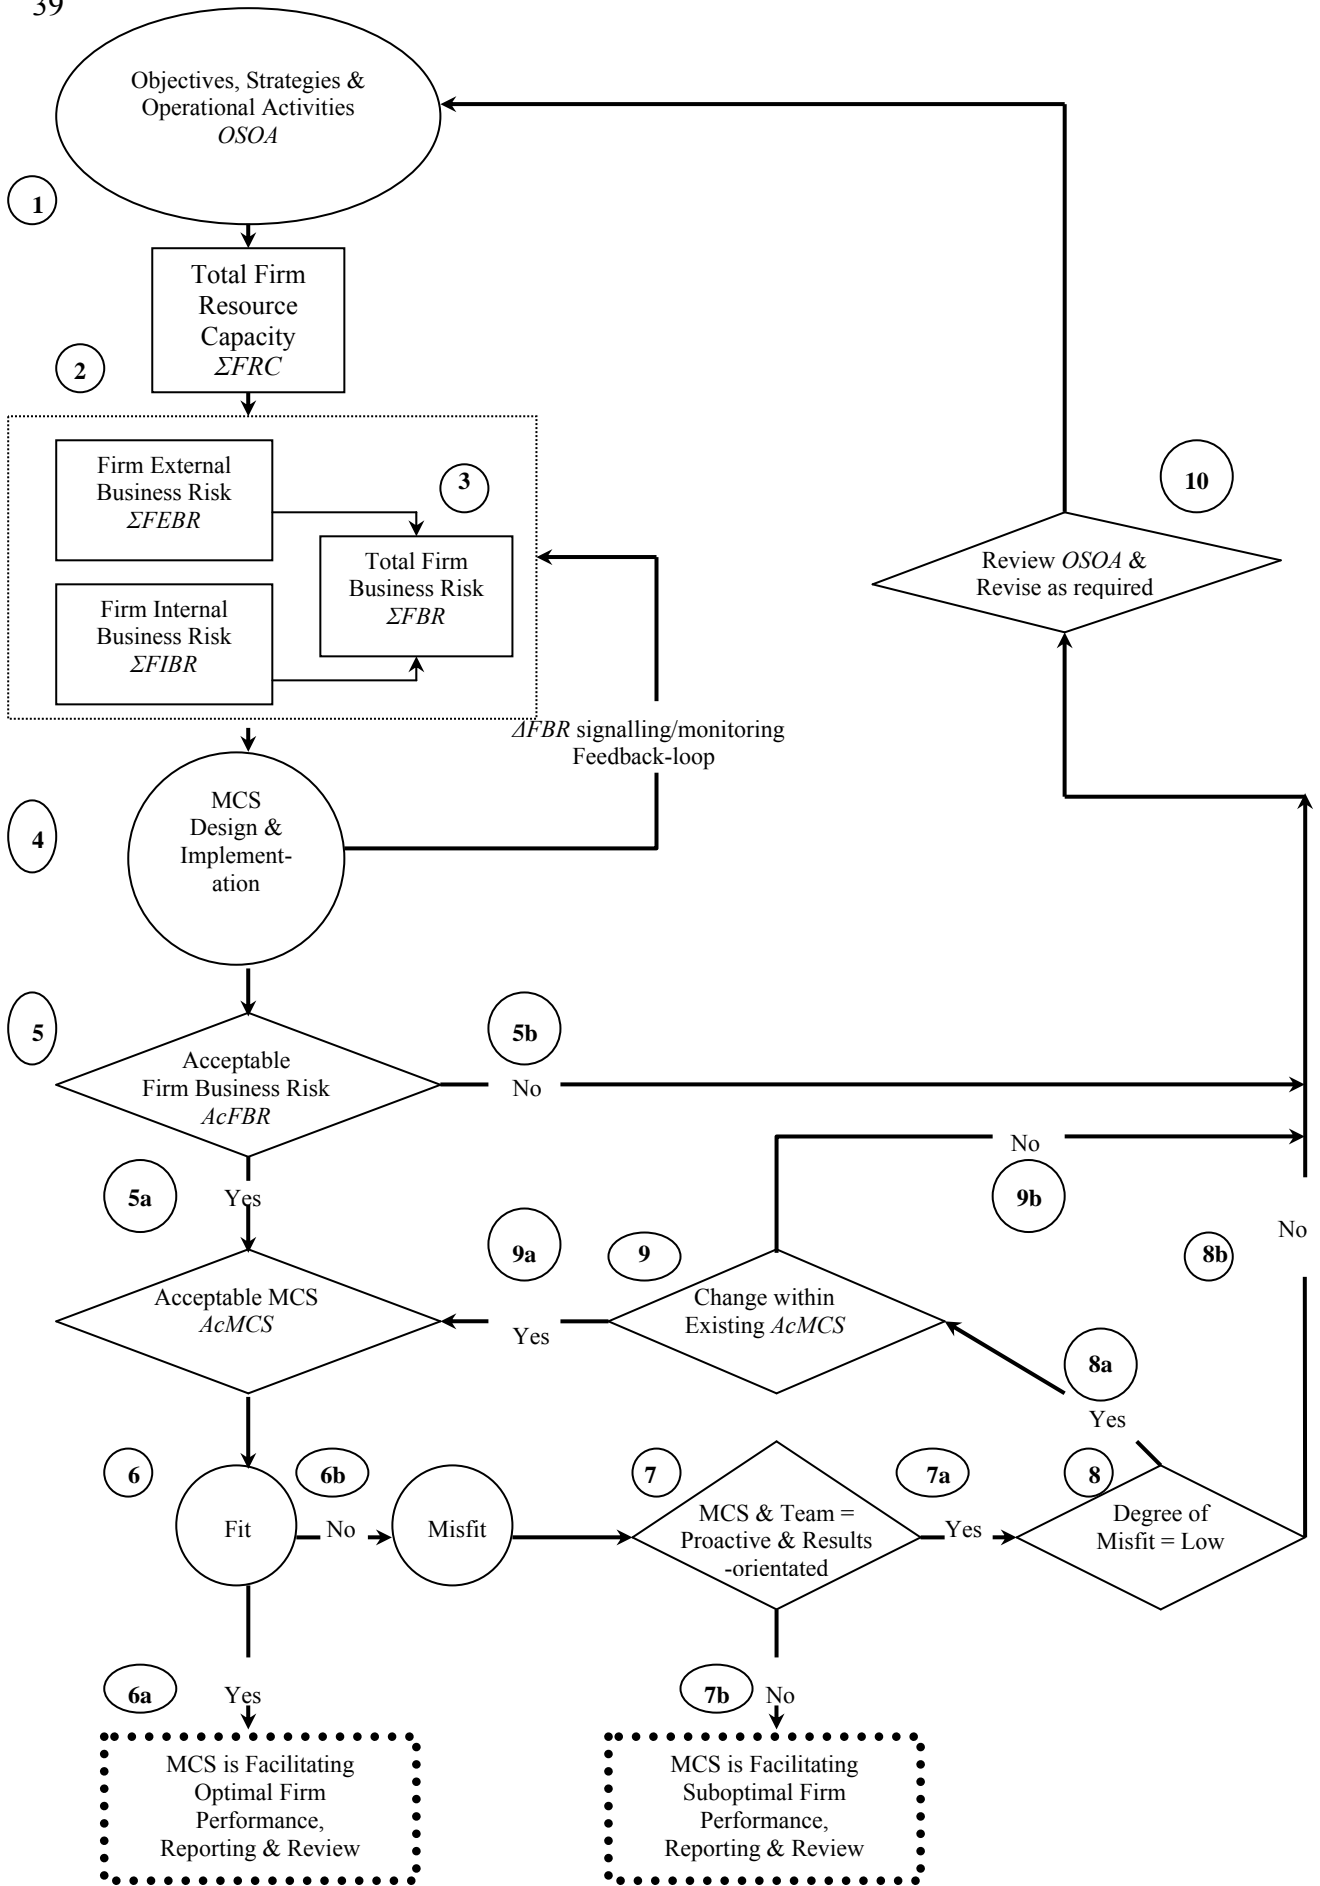 39
Objectives, Strategies &
Operational Activities
OSOA
1
Total Firm
Resource
Capacity
ΣFRC
2
Firm External
Business Risk
ΣFEBR
3
Total Firm
Business Risk
ΣFBR
Firm Internal
Business Risk
ΣFIBR
10
Review OSOA &
Revise as required
ΔFBR signalling/monitoring
Feedback-loop
MCS
Design &
Implement-
ation
4
5
5b
Acceptable
Firm Business Risk
AcFBR
No
5a
Yes
No
9b
9a
9
8b
No
Acceptable MCS
AcMCS
Yes
Change within
Existing AcMCS
8a
Yes
6
6b
7
7a
8
Fit
No
Misfit
MCS & Team =
Proactive & Results
-orientated
Yes
Degree of
Misfit = Low
6a
Yes
7b
No
MCS is Facilitating
Optimal Firm
Performance,
Reporting & Review
MCS is Facilitating
Suboptimal Firm
Performance,
Reporting & Review